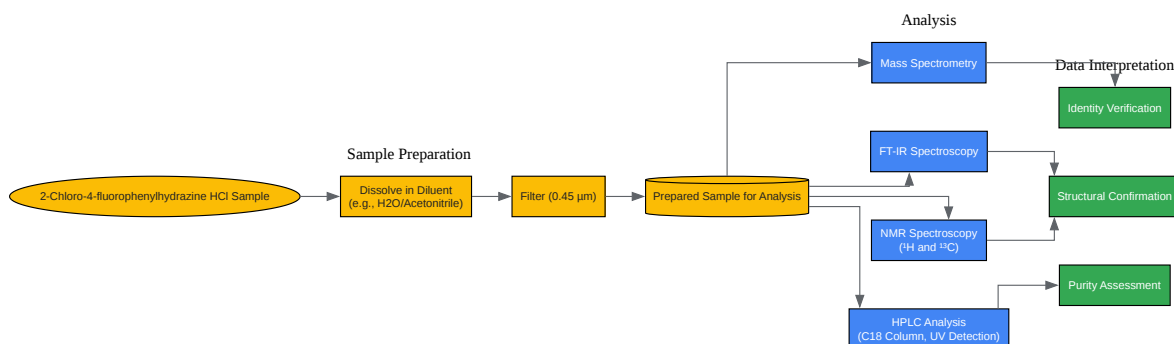 Analysis
Mass Spectrometry
Data Interpretation
Identity Verification
FT-IR Spectroscopy
Sample Preparation
2-Chloro-4-fluorophenylhydrazine HCl Sample
Dissolve in Diluent
(e.g., H2O/Acetonitrile)
Filter (0.45 µm)
Prepared Sample for Analysis
Structural Confirmation
NMR Spectroscopy
(¹H and ¹³C)
Purity Assessment
HPLC Analysis
(C18 Column, UV Detection)